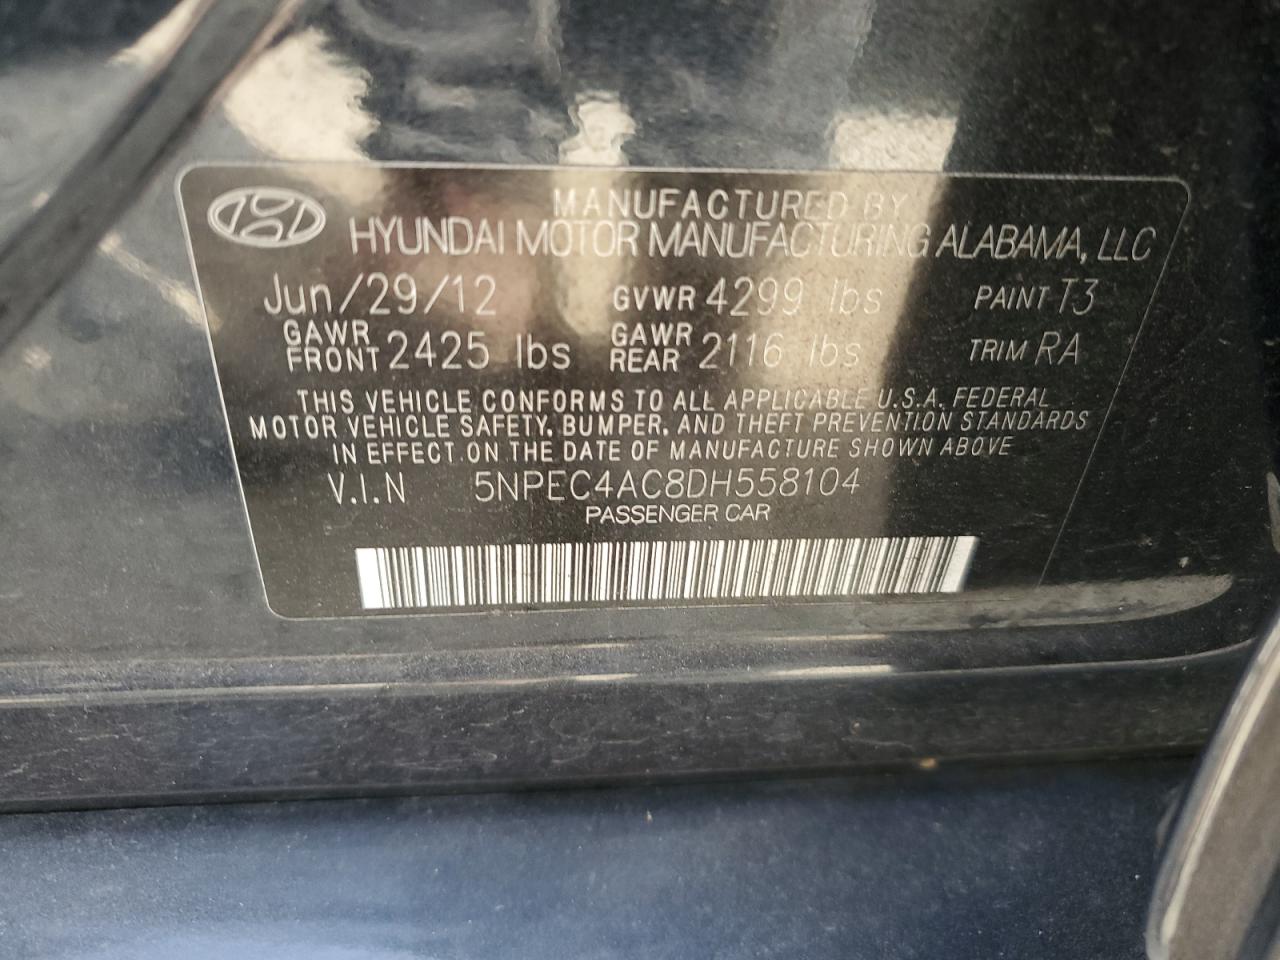 MANUFACTURED BY
HYUNDAI MOTOR MANUFACTURING ALABAMA, LLC
Jun/29/12 GVWR 4299 lbs PAINT T3
GAWR FRONT 2425 lbs GAWR REAR 2116 lbs TRIM RA
THIS VEHICLE CONFORMS TO ALL APPLICABLE U.S.A. FEDERAL
MOTOR VEHICLE SAFETY, BUMPER, AND THEFT PREVENTION STANDARDS
IN EFFECT ON THE DATE OF MANUFACTURE SHOWN ABOVE
V.I.N 5NPEC4AC8DH558104
PASSENGER CAR